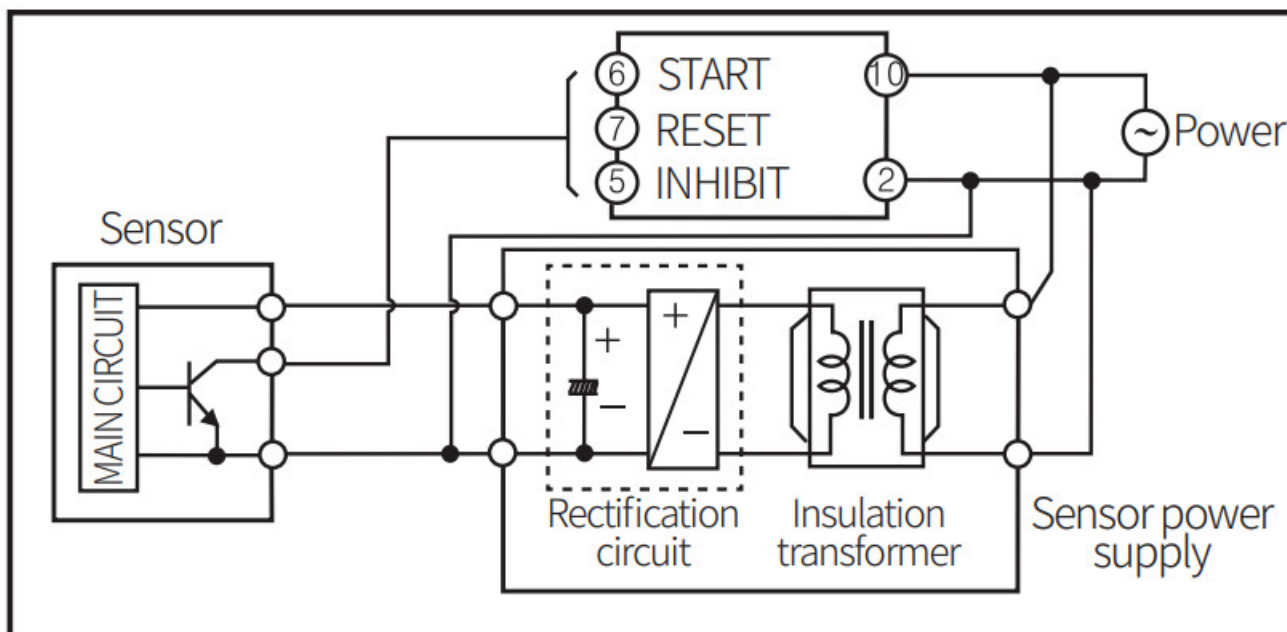 6 START 10
7 RESET
~ Power
5 INHIBIT 2
Sensor
MAIN CIRCUIT
+
+
−
−
Rectification
circuit
Insulation
transformer
Sensor power
supply